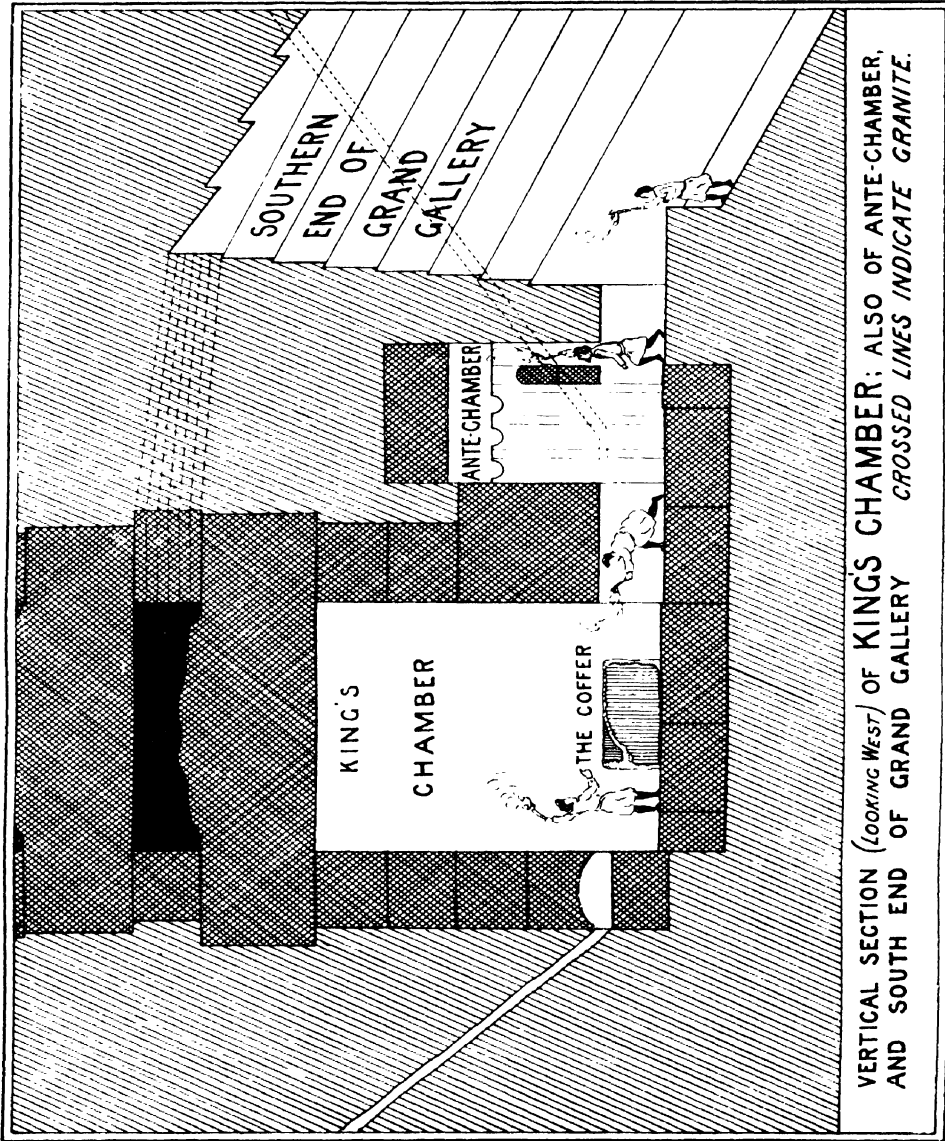 SOUTHERN
END OF
GRAND
GALLERY
ANTE-CHAMBER
KING'S
CHAMBER
THE COFFER
VERTICAL SECTION (LOOKING WEST) OF KING'S CHAMBER; ALSO OF ANTE-CHAMBER,
AND SOUTH END OF GRAND GALLERY CROSSED LINES INDICATE GRANITE.